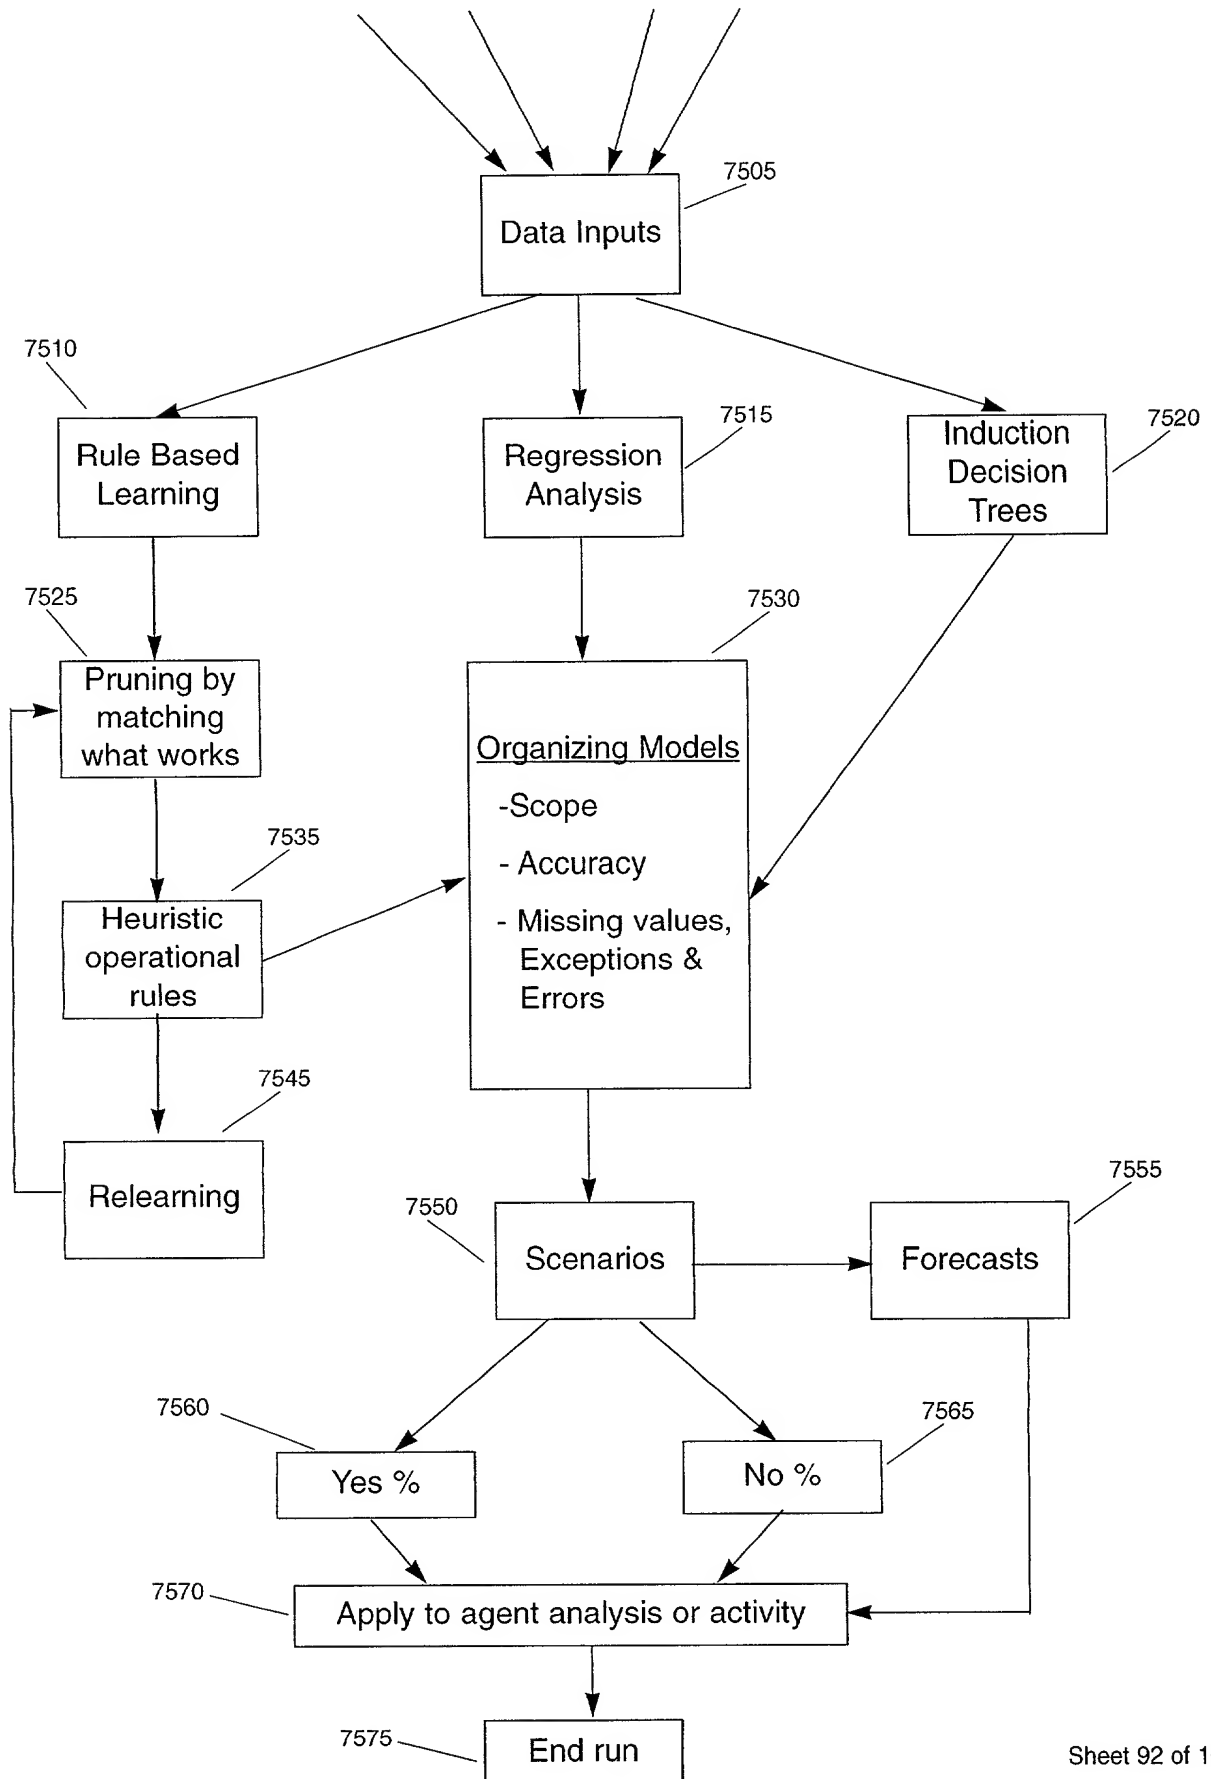 7505
Data Inputs
7510
Rule Based
Learning
7515
Regression
Analysis
7520
Induction
Decision
Trees
7525
Pruning by
matching
what works
7530
Organizing Models
-Scope
- Accuracy
- Missing values,
Exceptions &
Errors
7535
Heuristic
operational
rules
7545
Relearning
7550
Scenarios
7555
Forecasts
7560
Yes %
7565
No %
7570
Apply to agent analysis or activity
7575
End run
Sheet 92 of 1